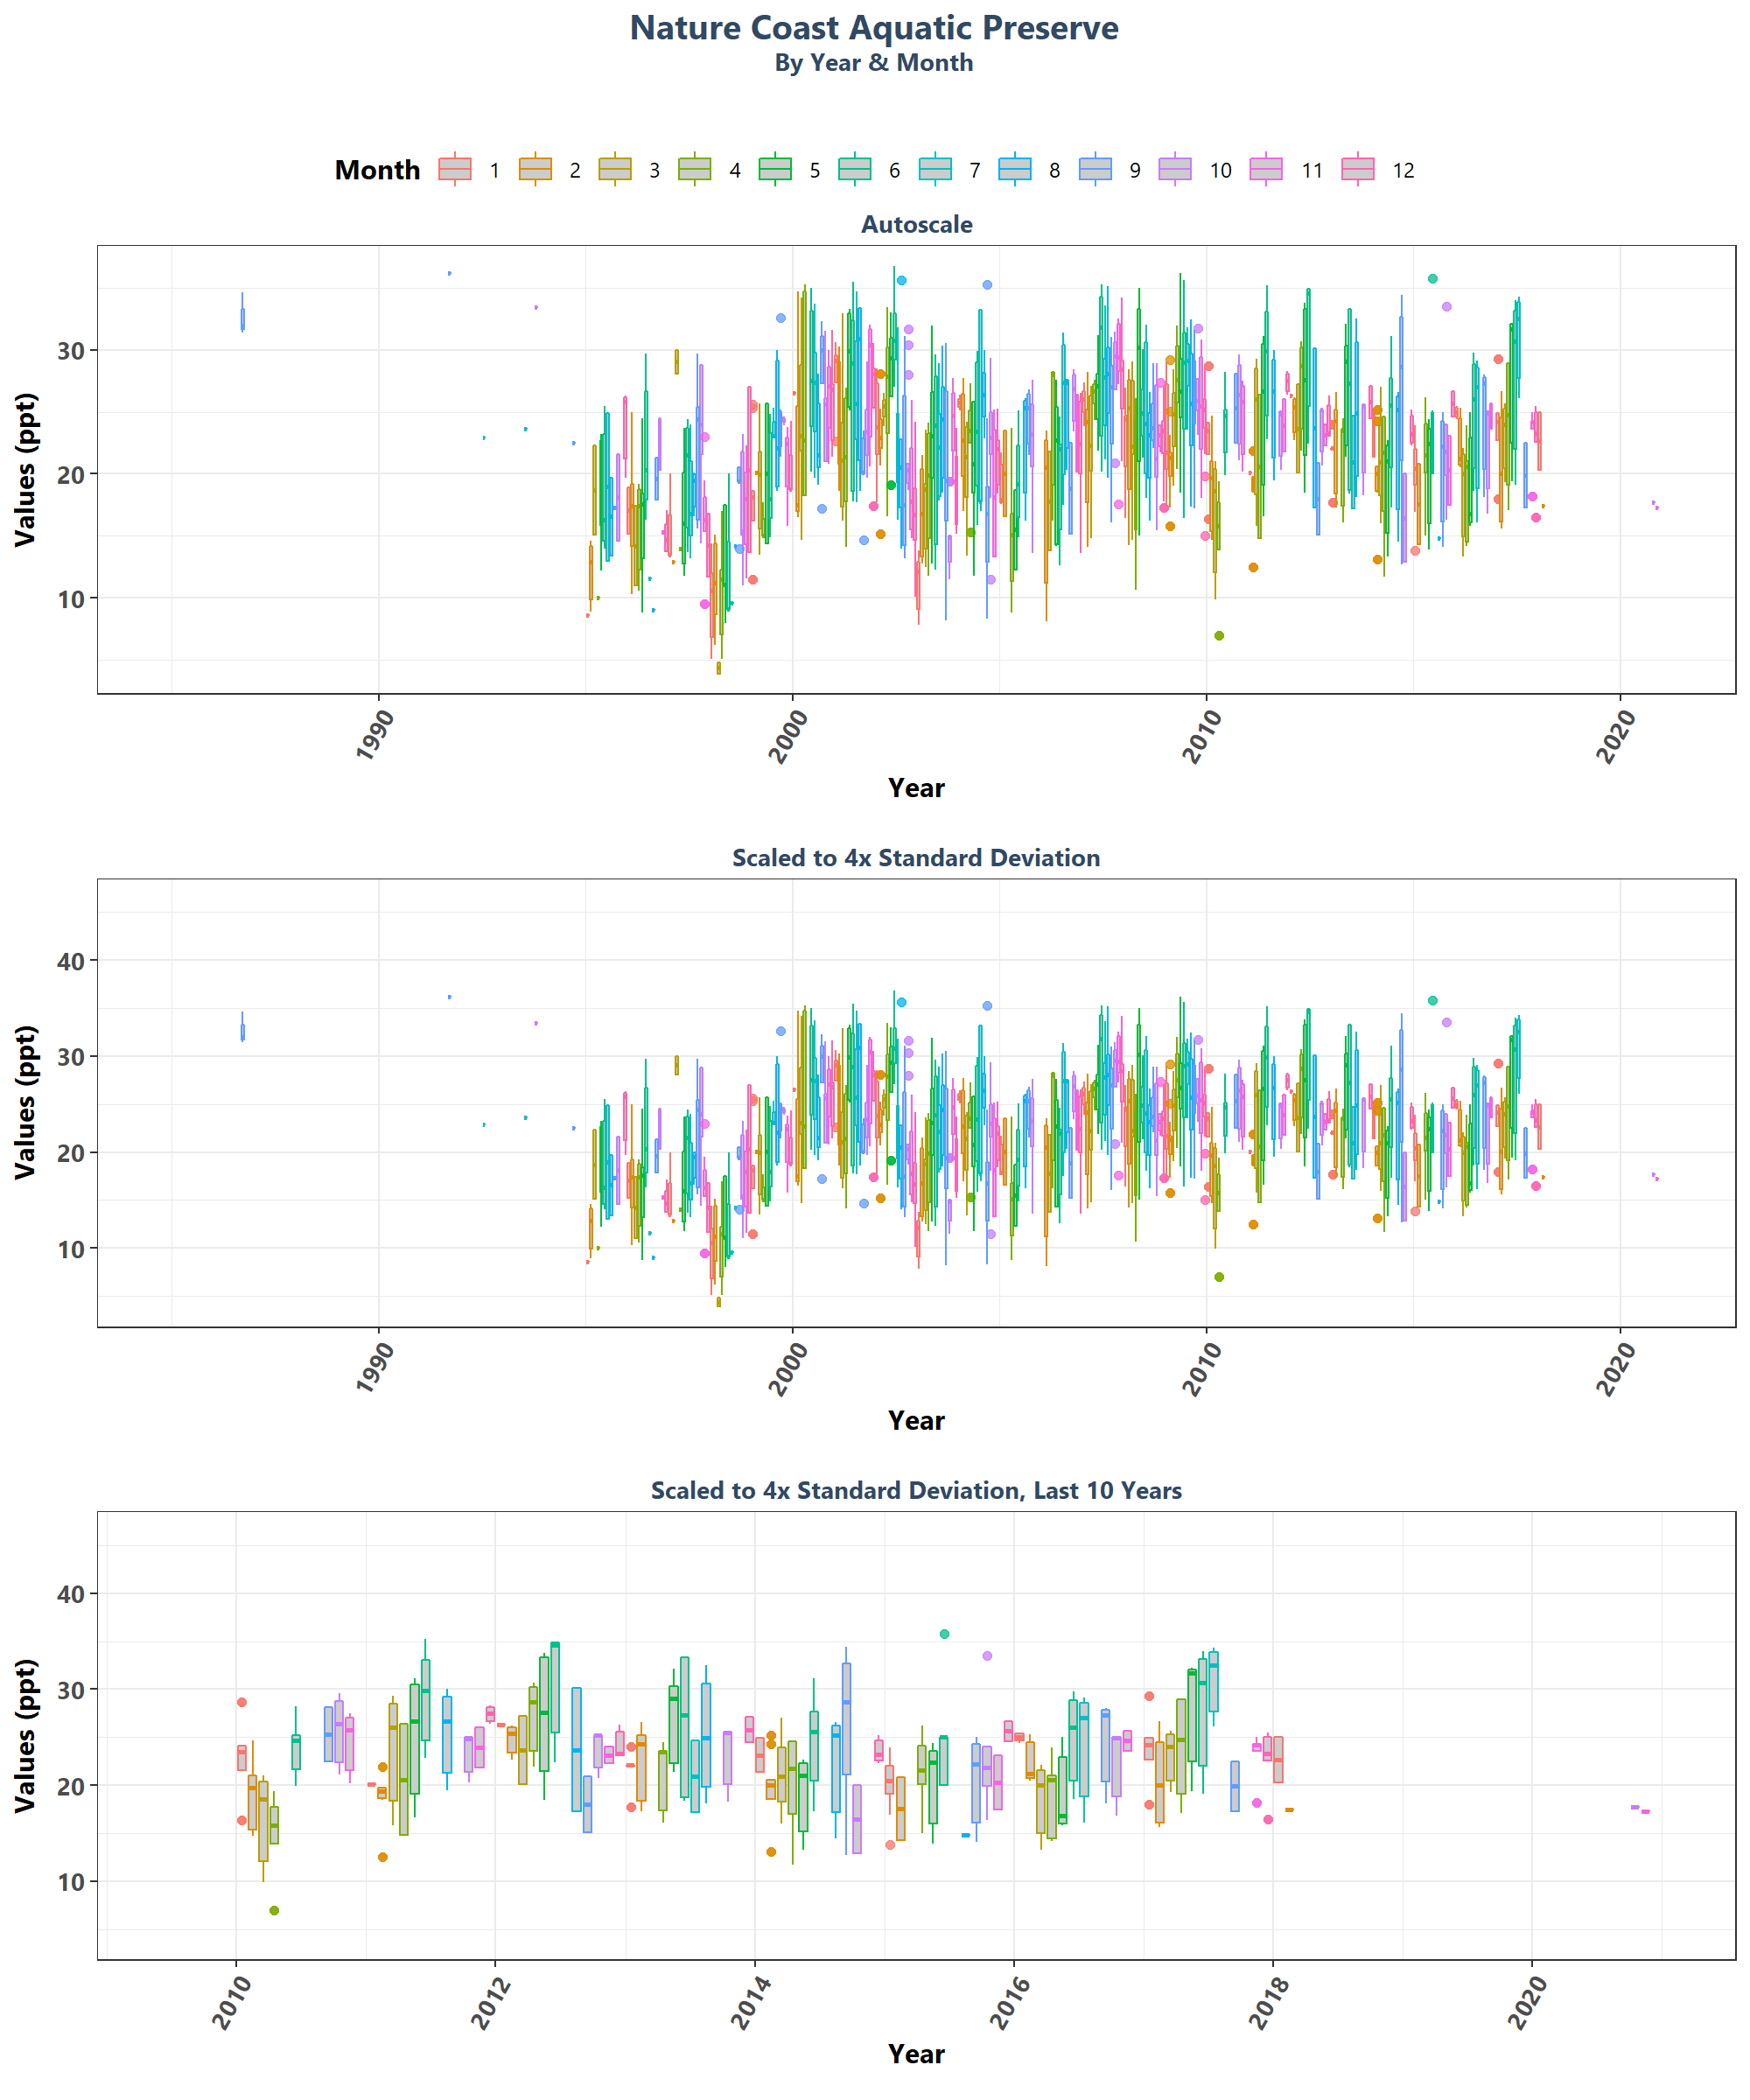 Nature Coast Aquatic Preserve
By Year & Month
Month 1 2 3 4 5 6 7 8 9 10 11 12
Autoscale
Values (ppt)
30
20
10
1990 2000 2010 2020
Year
Scaled to 4x Standard Deviation
Values (ppt)
40
30
20
10
1990 2000 2010 2020
Year
Scaled to 4x Standard Deviation, Last 10 Years
Values (ppt)
40
30
20
10
2010 2012 2014 2016 2018 2020
Year